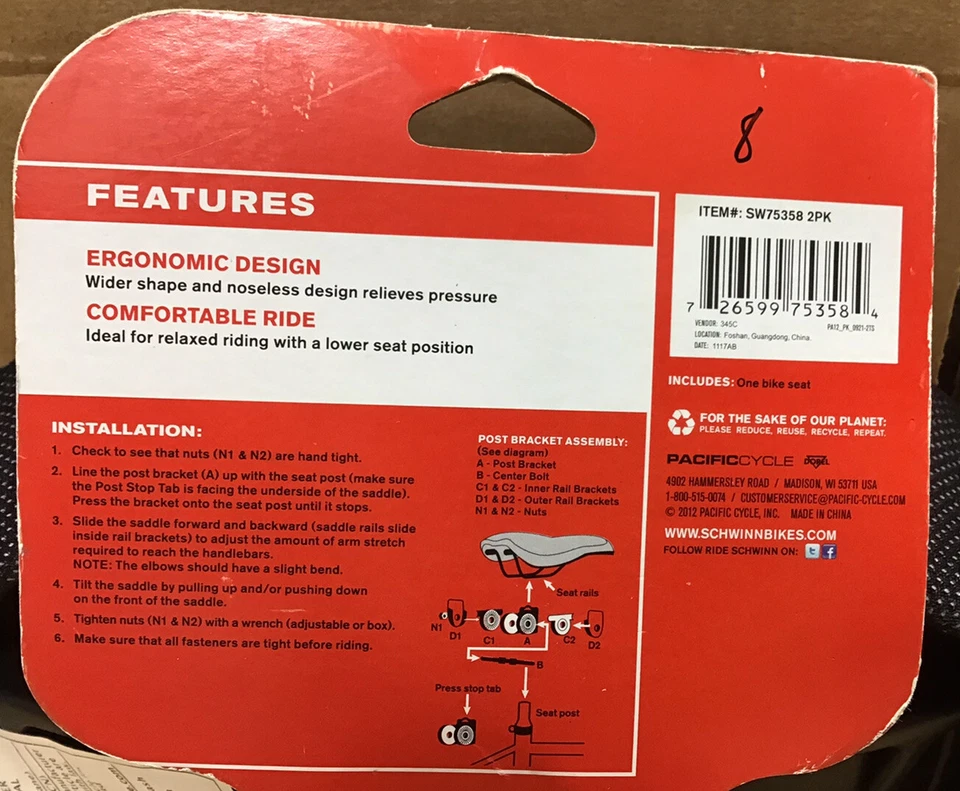 8
FEATURES
ERGONOMIC DESIGN
Wider shape and noseless design relieves pressure
COMFORTABLE RIDE
Ideal for relaxed riding with a lower seat position
ITEM#: SW75358 2PK
7 26599 75358 4
VENDOR: 345C
PA12_PK_0921-2TS
LOCATION: Foshan, Guangdong, China.
DATE: 1117AB
INCLUDES: One bike seat
FOR THE SAKE OF OUR PLANET:
PLEASE REDUCE, REUSE, RECYCLE, REPEAT.
PACIFICCYCLE DOREL
4902 HAMMERSLEY ROAD / MADISON, WI 53711 USA
1-800-515-0074 / CUSTOMERSERVICE@PACIFIC-CYCLE.COM
© 2012 PACIFIC CYCLE, INC. MADE IN CHINA
WWW.SCHWINNBIKES.COM
FOLLOW RIDE SCHWINN ON: t f
INSTALLATION:
1. Check to see that nuts (N1 & N2) are hand tight.
2. Line the post bracket (A) up with the seat post (make sure
the Post Stop Tab is facing the underside of the saddle).
Press the bracket onto the seat post until it stops.
3. Slide the saddle forward and backward (saddle rails slide
inside rail brackets) to adjust the amount of arm stretch
required to reach the handlebars.
NOTE: The elbows should have a slight bend.
4. Tilt the saddle by pulling up and/or pushing down
on the front of the saddle.
5. Tighten nuts (N1 & N2) with a wrench (adjustable or box).
6. Make sure that all fasteners are tight before riding.
POST BRACKET ASSEMBLY:
(See diagram)
A - Post Bracket
B - Center Bolt
C1 & C2 - Inner Rail Brackets
D1 & D2 - Outer Rail Brackets
N1 & N2 - Nuts
Seat rails
N1
D1
C1
A
C2
D2
B
Press stop tab
Seat post